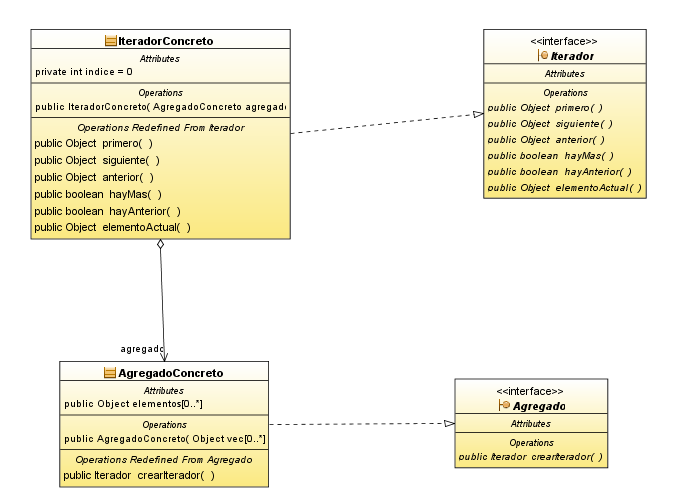 IteradorConcreto
Attributes
private int indice = 0
Operations
public IteradorConcreto( AgregadoConcreto agregad
Operations Redefined From Iterador
public Object primero( )
public Object siguiente( )
public Object anterior( )
public boolean hayMas( )
public boolean hayAnterior( )
public Object elementoActual( )
<<interface>>
Iterador
Attributes
Operations
public Object primero( )
public Object siguiente( )
public Object anterior( )
public boolean hayMas( )
public boolean hayAnterior( )
public Object elementoActual( )
agregado
AgregadoConcreto
Attributes
public Object elementos[0..*]
Operations
public AgregadoConcreto( Object vec[0..*]
Operations Redefined From Agregado
public Iterador crearIterador( )
<<interface>>
Agregado
Attributes
Operations
public Iterador crearIterador( )